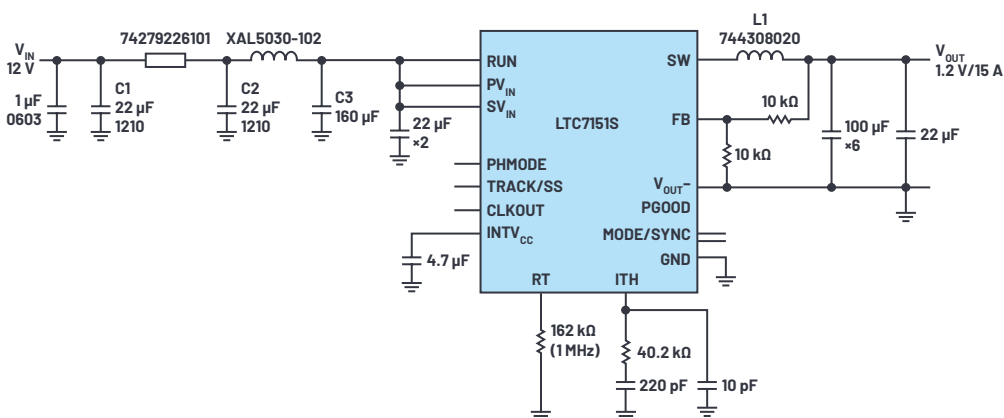 74279226101
XAL5030-102
V_IN
12 V
1 µF
0603
C1
22 µF
1210
C2
22 µF
1210
C3
160 µF
22 µF
×2
RUN
PV_IN
SV_IN
PHMODE
TRACK/SS
CLKOUT
INTV_CC
4.7 µF
LTC7151S
SW
FB
V_OUT–
PGOOD
MODE/SYNC
GND
RT
ITH
L1
744308020
V_OUT
1.2 V/15 A
10 kΩ
10 kΩ
100 µF
×6
22 µF
162 kΩ
(1 MHz)
40.2 kΩ
220 pF
10 pF